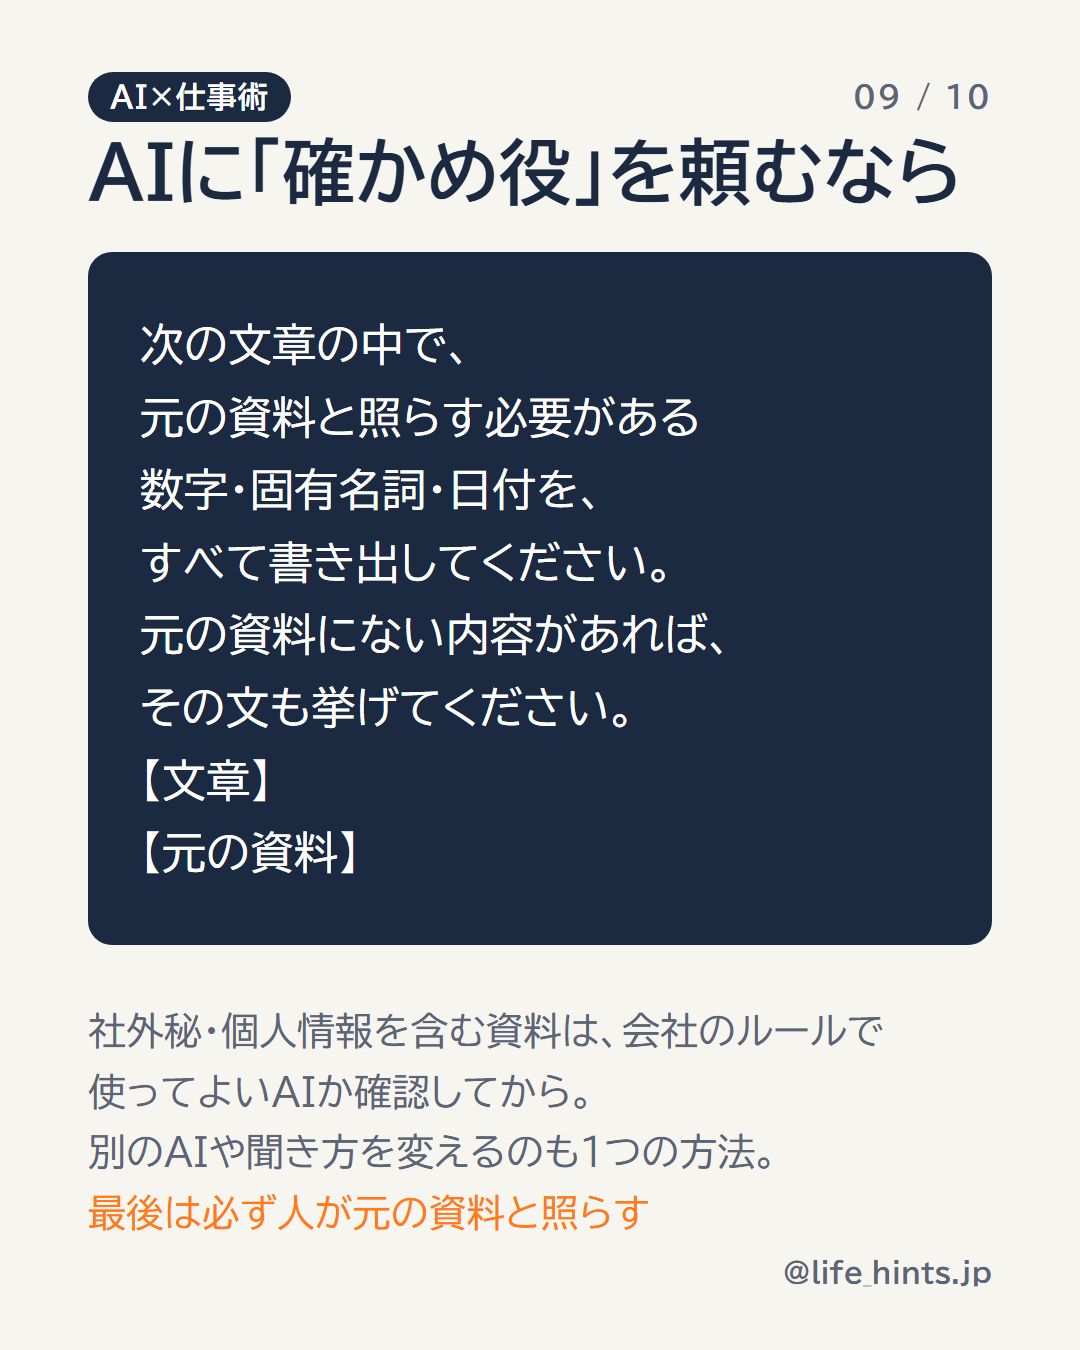 AI×仕事術
09 / 10
AIに「確かめ役」を頼むなら
次の文章の中で、
元の資料と照らす必要がある
数字・固有名詞・日付を、
すべて書き出してください。
元の資料にない内容があれば、
その文も挙げてください。
【文章】
【元の資料】
社外秘・個人情報を含む資料は、会社のルールで
使ってよいAIか確認してから。
別のAIや聞き方を変えるのも1つの方法。
最後は必ず人が元の資料と照らす
@life_hints.jp